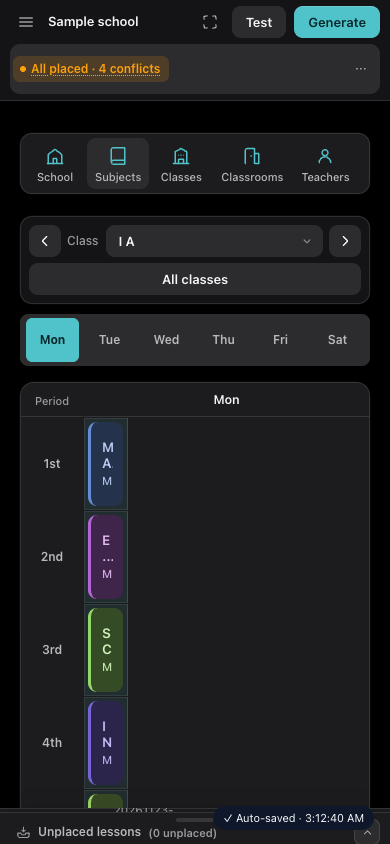 Sample school
Test
Generate
All placed · 4 conflicts
School
Subjects
Classes
Classrooms
Teachers
Class
I A
All classes
Mon
Tue
Wed
Thu
Fri
Sat
Period
Mon
1st
M
A.
M
2nd
E
...
M
3rd
S
C
M
4th
I
N
M
✓ Auto-saved · 3:12:40 AM
Unplaced lessons (0 unplaced)